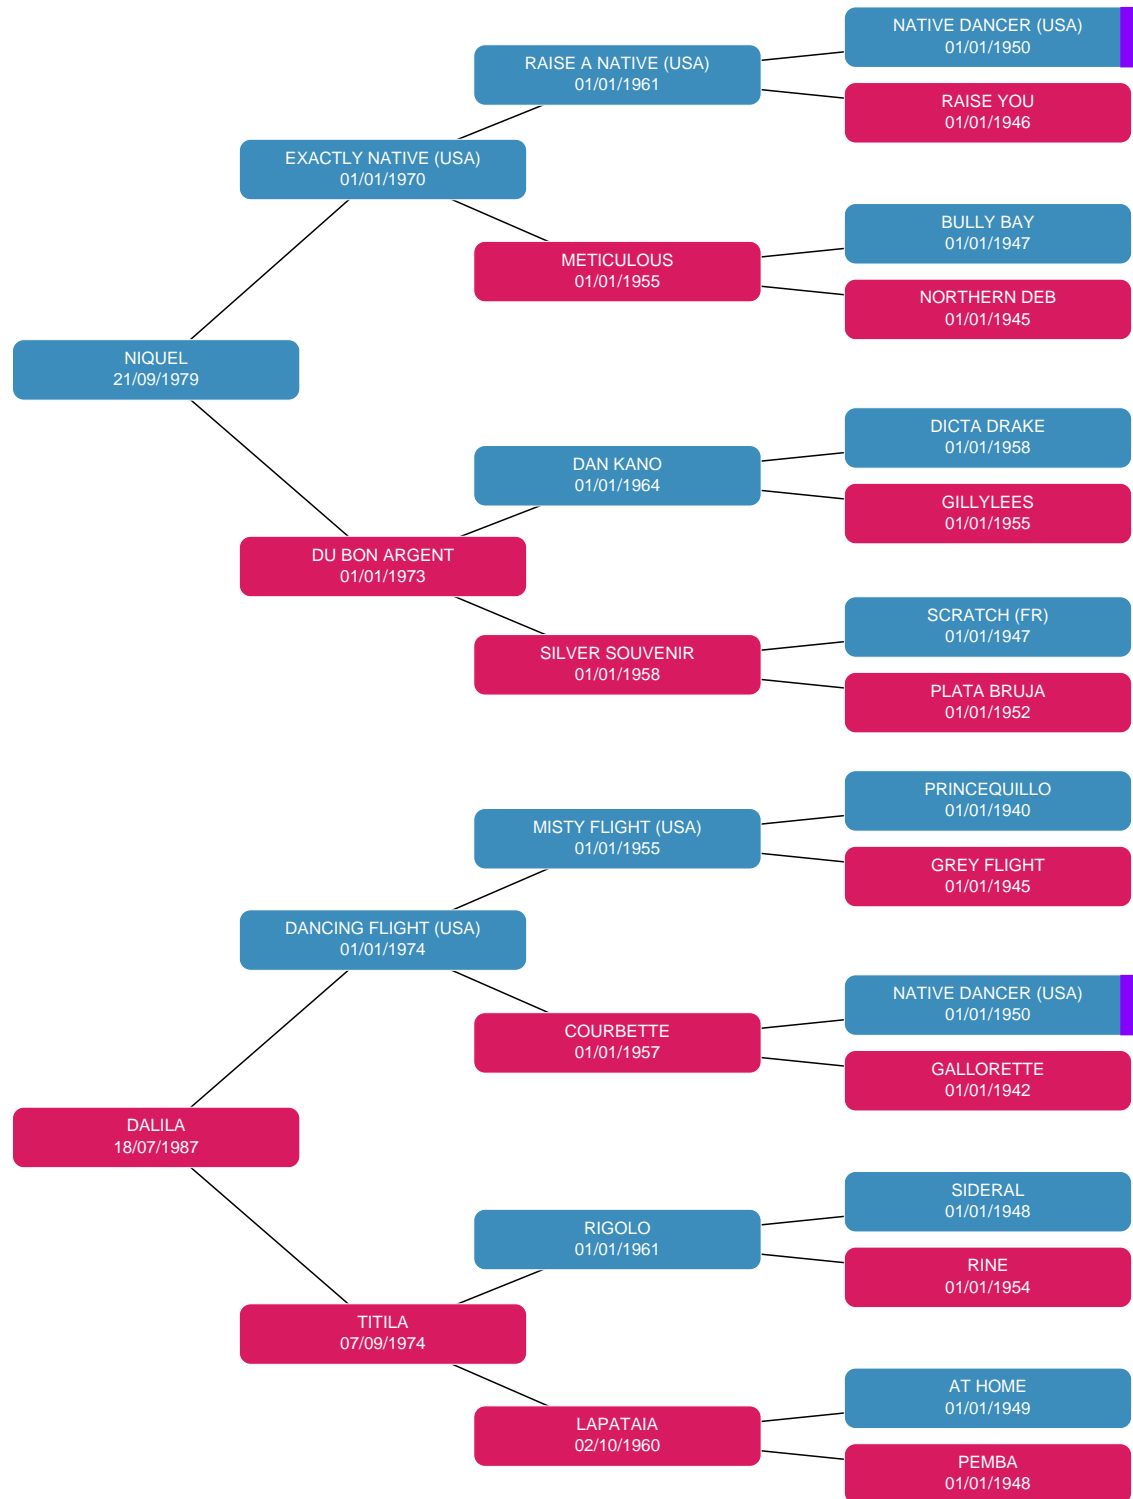 NATIVE DANCER (USA)
01/01/1950
RAISE A NATIVE (USA)
01/01/1961
RAISE YOU
01/01/1946
EXACTLY NATIVE (USA)
01/01/1970
BULLY BAY
01/01/1947
METICULOUS
01/01/1955
NORTHERN DEB
01/01/1945
NIQUEL
21/09/1979
DICTA DRAKE
01/01/1958
DAN KANO
01/01/1964
GILLYLEES
01/01/1955
DU BON ARGENT
01/01/1973
SCRATCH (FR)
01/01/1947
SILVER SOUVENIR
01/01/1958
PLATA BRUJA
01/01/1952
PRINCEQUILLO
01/01/1940
MISTY FLIGHT (USA)
01/01/1955
GREY FLIGHT
01/01/1945
DANCING FLIGHT (USA)
01/01/1974
NATIVE DANCER (USA)
01/01/1950
COURBETTE
01/01/1957
GALLORETTE
01/01/1942
DALILA
18/07/1987
SIDERAL
01/01/1948
RIGOLO
01/01/1961
RINE
01/01/1954
TITILA
07/09/1974
AT HOME
01/01/1949
LAPATAIA
02/10/1960
PEMBA
01/01/1948